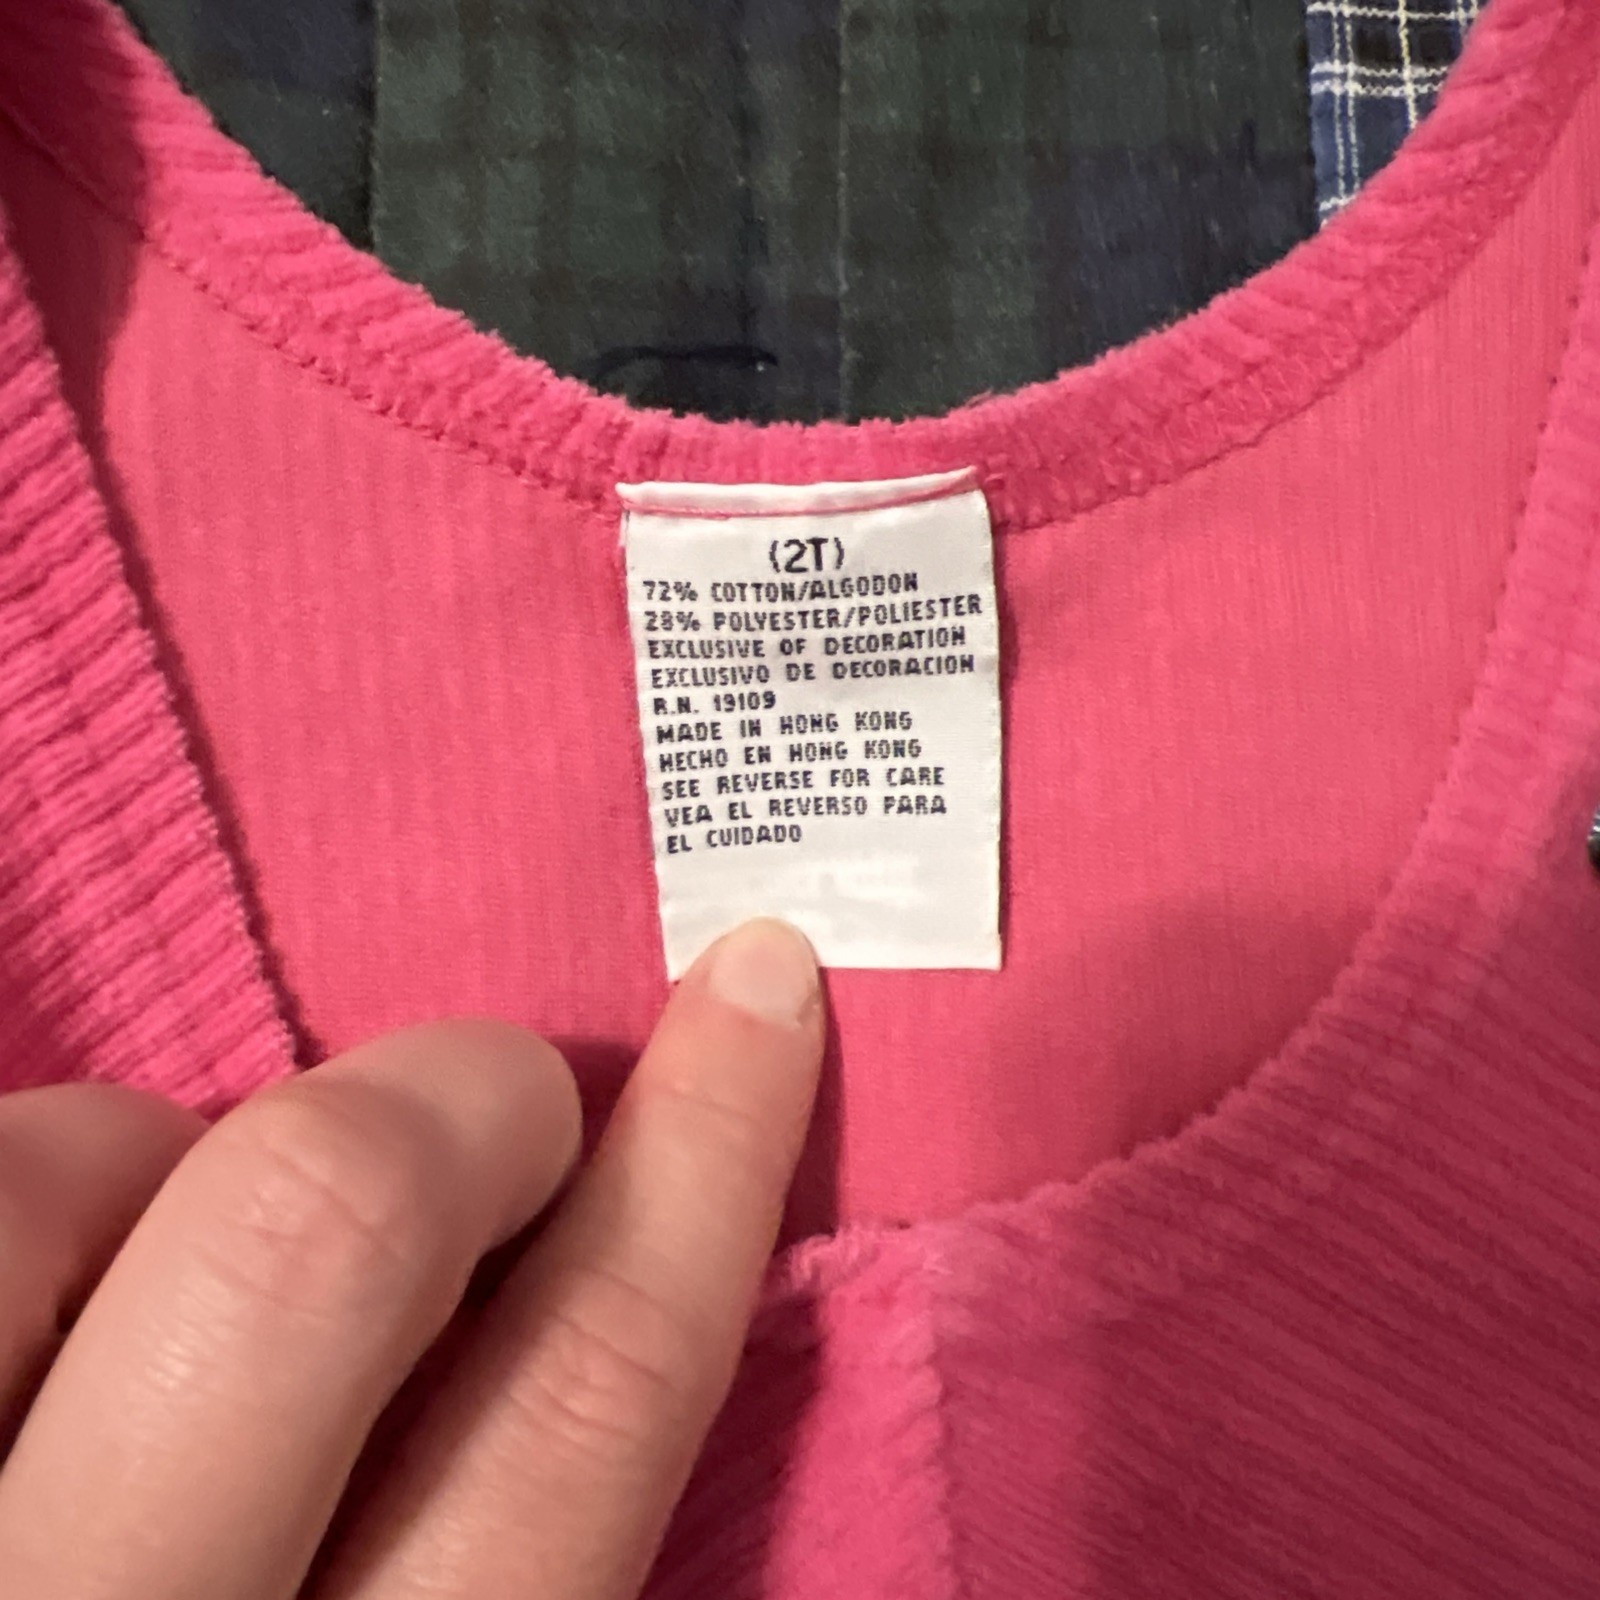 (2T)
72% COTTON/ALGODON
28% POLYESTER/POLIESTER
EXCLUSIVE OF DECORATION
EXCLUSIVO DE DECORACION
R.N. 19109
MADE IN HONG KONG
HECHO EN HONG KONG
SEE REVERSE FOR CARE
VEA EL REVERSO PARA
EL CUIDADO